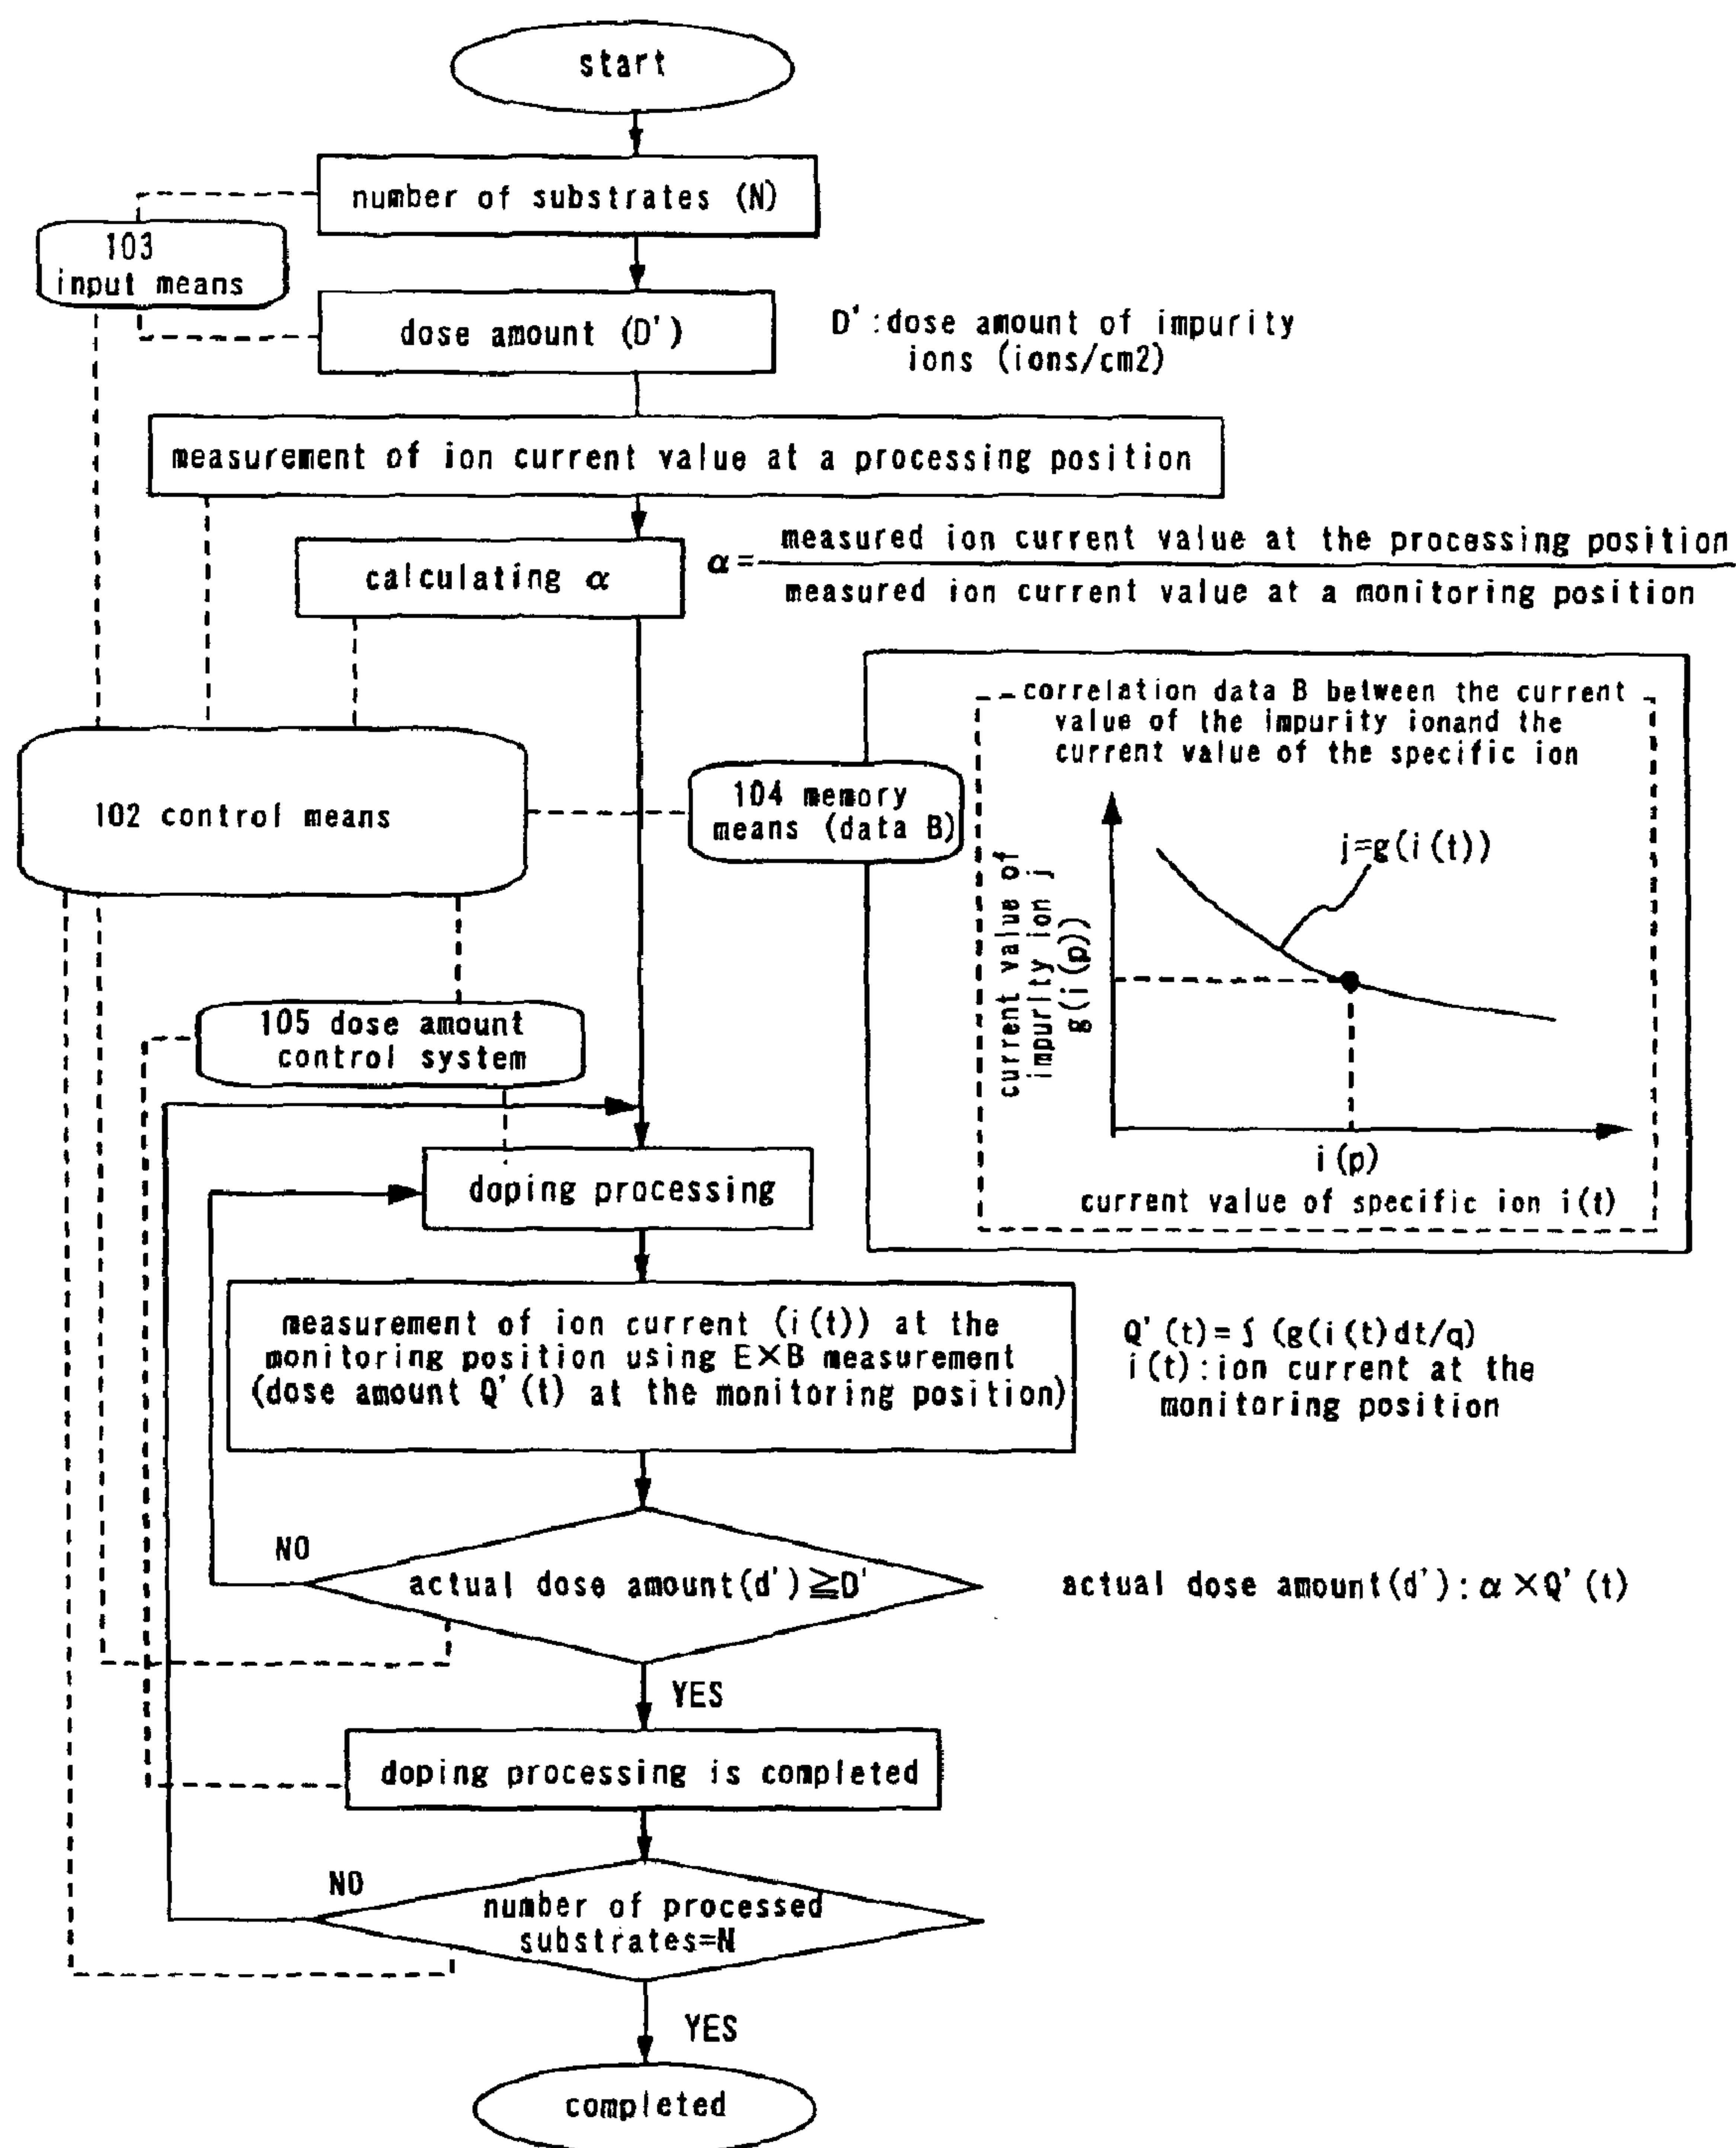 start
number of substrates (N)
103
input means
dose amount (D')
D':dose amount of impurity
ions (ions/cm2)
measurement of ion current value at a processing position
calculating α
α=
measured ion current value at the processing position
measured ion current value at a monitoring position
102 control means
104 memory
means (data B)
correlation data B between the current
value of the impurity ionand the
current value of the specific ion
j=g(i(t))
current value of
impurity ion j
g(i(p))
i(p)
current value of specific ion i(t)
105 dose amount
control system
doping processing
measurement of ion current (i(t)) at the
monitoring position using E×B measurement
(dose amount Q'(t) at the monitoring position)
Q'(t)=∫(g(i(t)dt/q)
i(t):ion current at the
monitoring position
NO
actual dose amount(d')≧D'
actual dose amount(d'):α×Q'(t)
YES
doping processing is completed
NO
number of processed
substrates=N
YES
completed